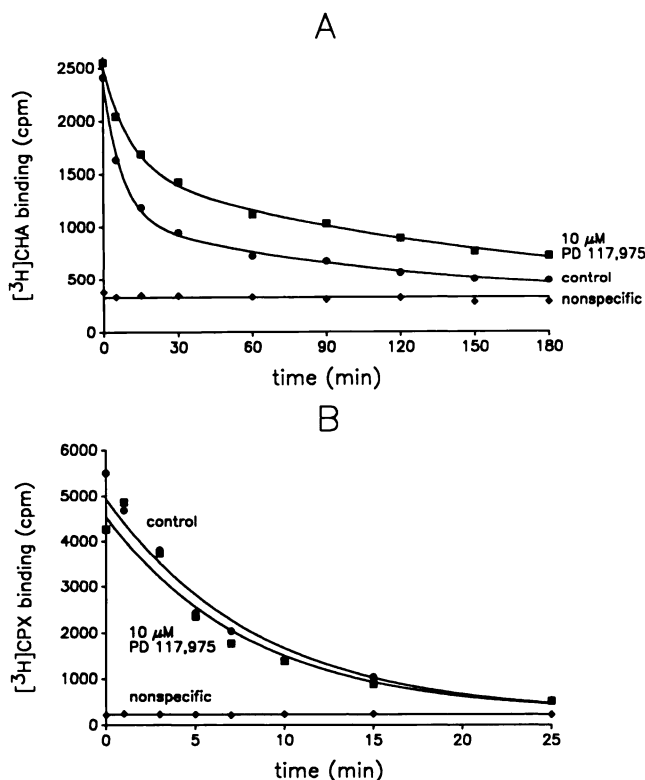 A
[³H]CHA binding (cpm)
2500
2000
1500
1000
500
0
10 μM
PD 117,975
control
nonspecific
0 30 60 90 120 150 180
time (min)
B
[³H]CPX binding (cpm)
6000
5000
4000
3000
2000
1000
0
control
10 μM
PD 117,975
nonspecific
0 5 10 15 20 25
time (min)